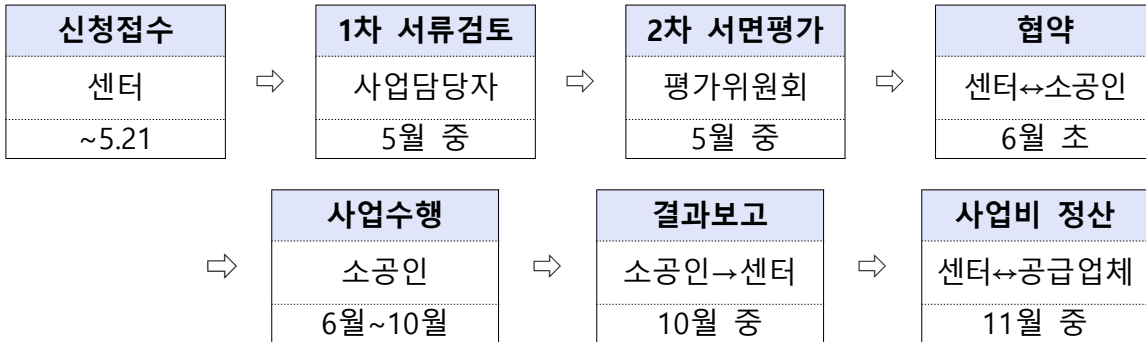 신청접수 1차 서류검토 2차 서면평가 협약
센터 ⇨ 사업담당자 ⇨ 평가위원회 ⇨ 센터↔소공인
~5.21 5월 중 5월 중 6월 초
사업수행 결과보고 사업비 정산
⇨ 소공인 ⇨ 소공인→센터 ⇨ 센터↔공급업체
6월~10월 10월 중 11월 중